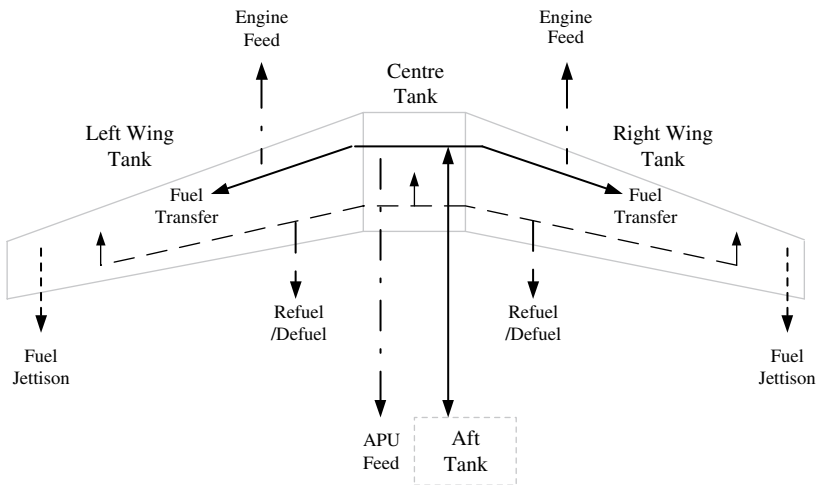 Engine
Feed
Engine
Feed
Centre
Tank
Left Wing
Tank
Right Wing
Tank
Fuel
Transfer
Fuel
Transfer
Refuel
/Defuel
Refuel
/Defuel
Fuel
Jettison
Fuel
Jettison
APU
Feed
Aft
Tank